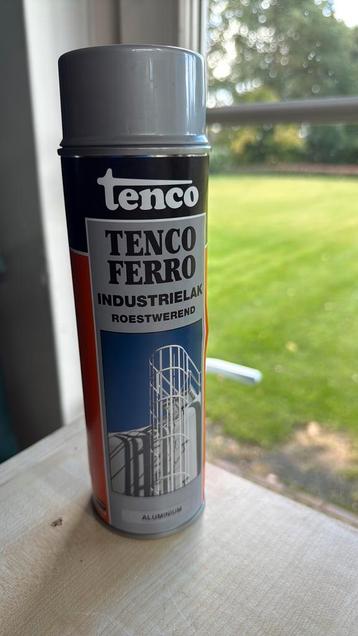 tenco
TENCO
FERRO
INDUSTRIELAK
ROESTWEREND
ALUMINIUM